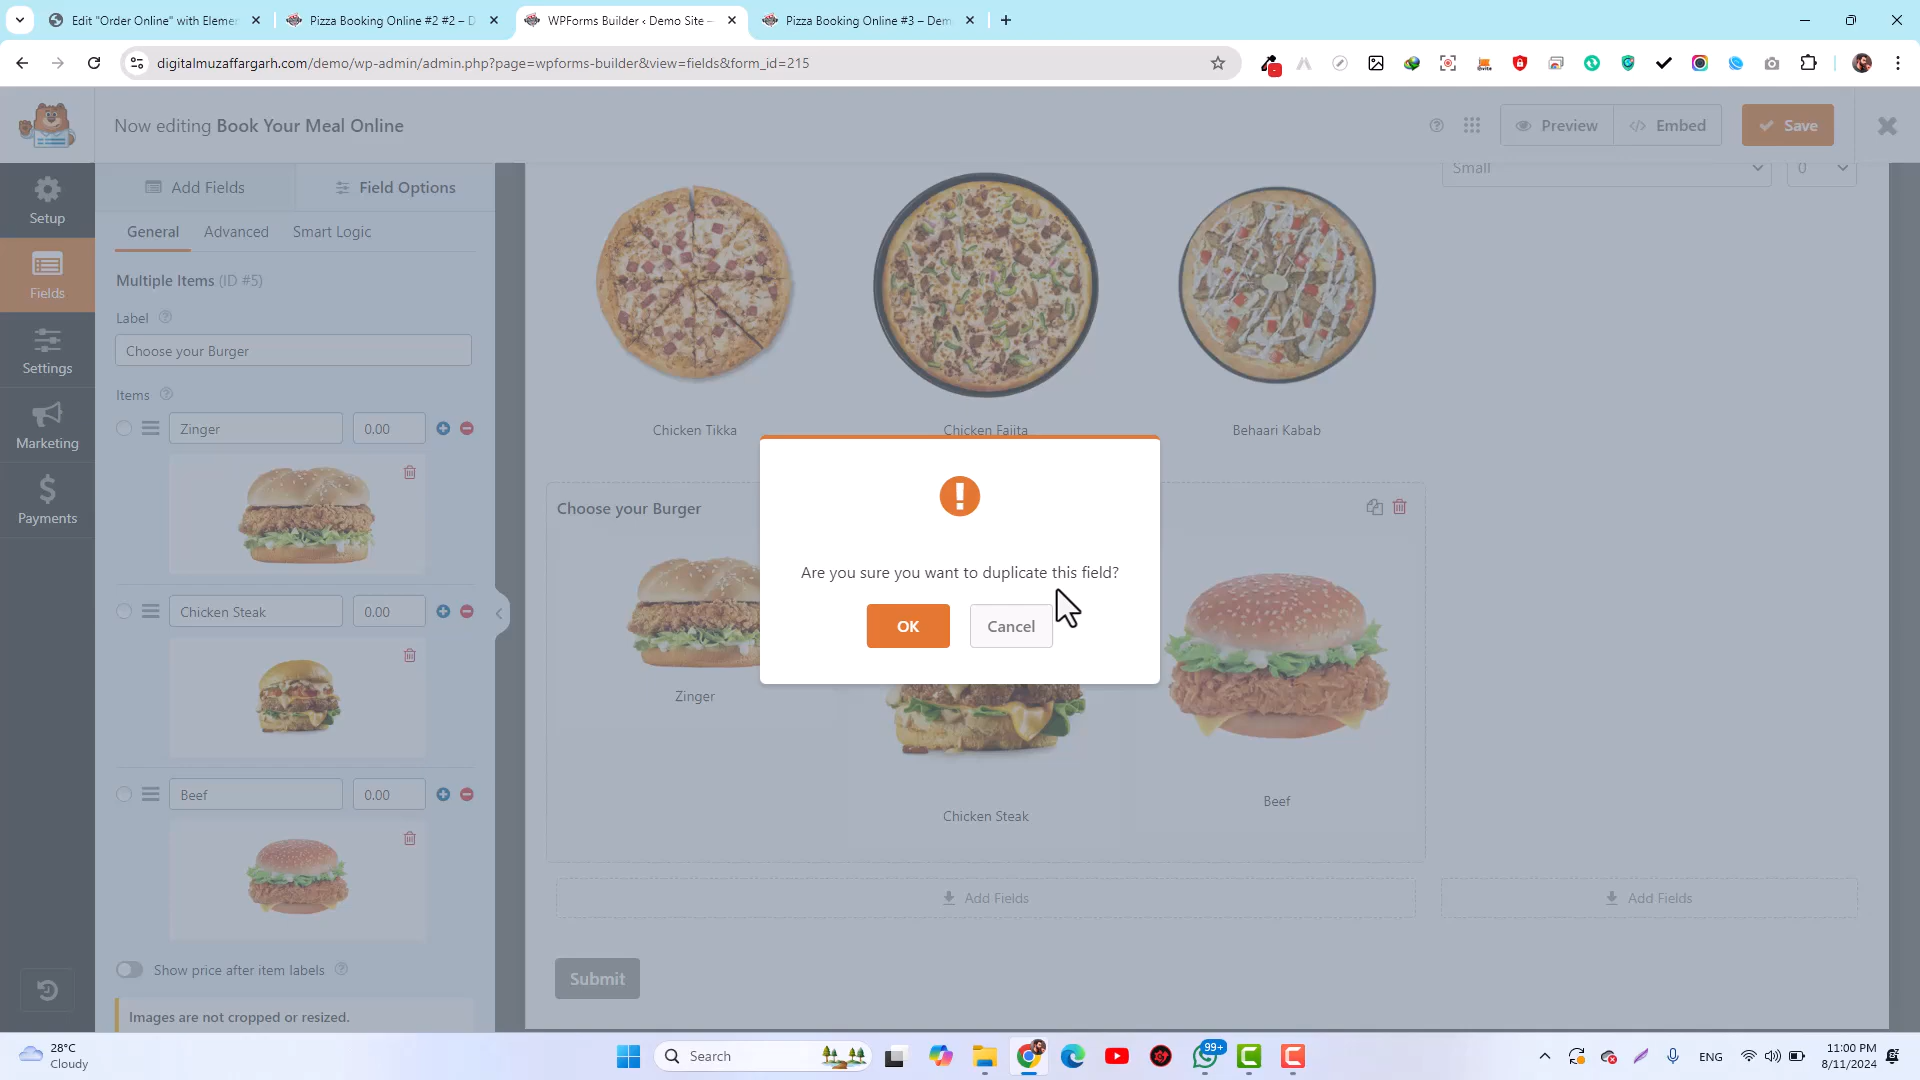 Edit "Order Online" with Elemen
Pizza Booking Online #2 #2 – D
WPForms Builder ‹ Demo Site —
Pizza Booking Online #3 – Dem
digitalmuzaffargarh.com/demo/wp-admin/admin.php?page=wpforms-builder&view=fields&form_id=215
Now editing Book Your Meal Online
Preview
</> Embed
Save
Setup
Fields
Settings
Marketing
Payments
Add Fields
Field Options
General
Advanced
Smart Logic
Multiple Items (ID #5)
Label
Choose your Burger
Items
Zinger
0.00
Chicken Steak
0.00
Beef
0.00
Show price after item labels
Images are not cropped or resized.
Small
0
Chicken Tikka
Chicken Fajita
Behaari Kabab
Choose your Burger
Zinger
Chicken Steak
Beef
Are you sure you want to duplicate this field?
OK
Cancel
Add Fields
Add Fields
Submit
28°C
Cloudy
Search
99+
ENG
11:00 PM
8/11/2024